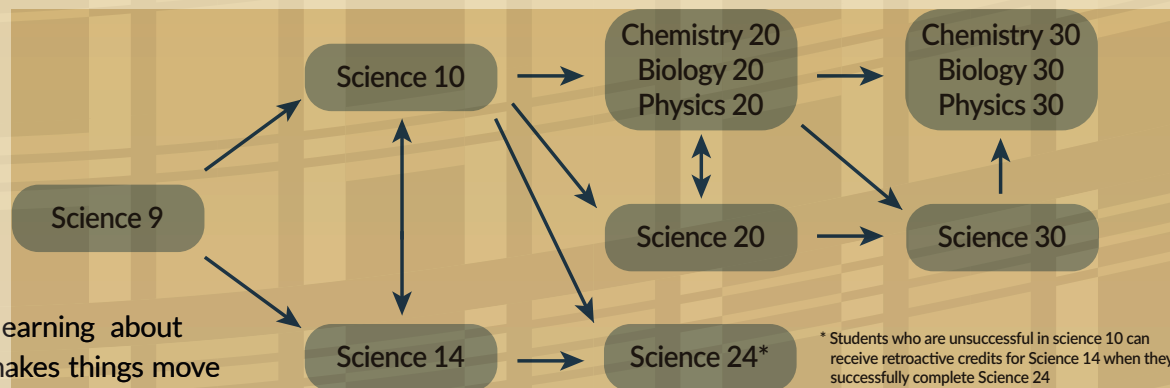 Chemistry 20
Biology 20
Physics 20
Chemistry 30
Biology 30
Physics 30
Science 10
Science 9
Science 20
Science 30
earning about
makes things move
Science 14
Science 24*
* Students who are unsuccessful in science 10 can
receive retroactive credits for Science 14 when they
successfully complete Science 24